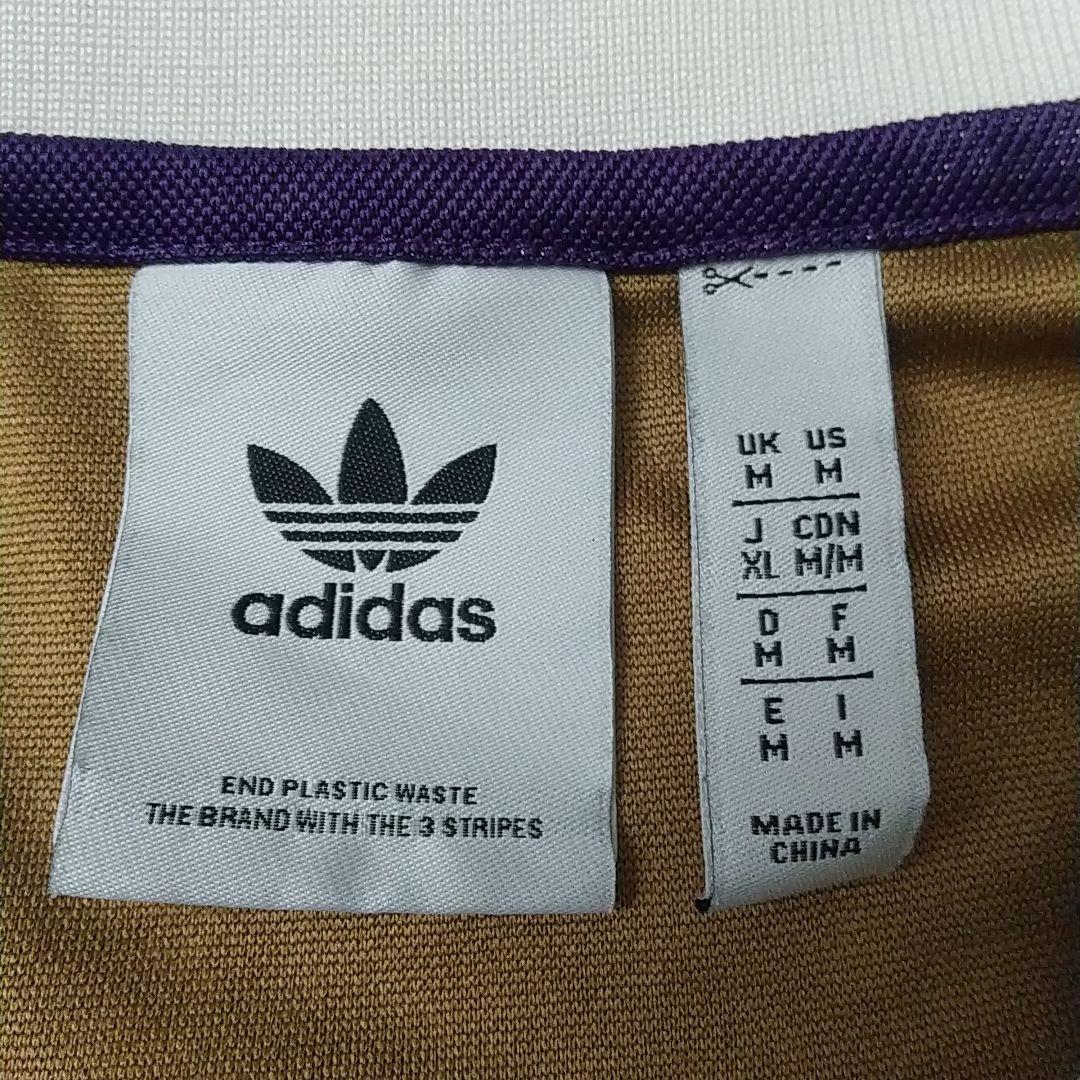 adidas
END PLASTIC WASTE
THE BRAND WITH THE 3 STRIPES
UK US
M M
J CDN
XL M/M
D F
M M
E I
M M
MADE IN
CHINA